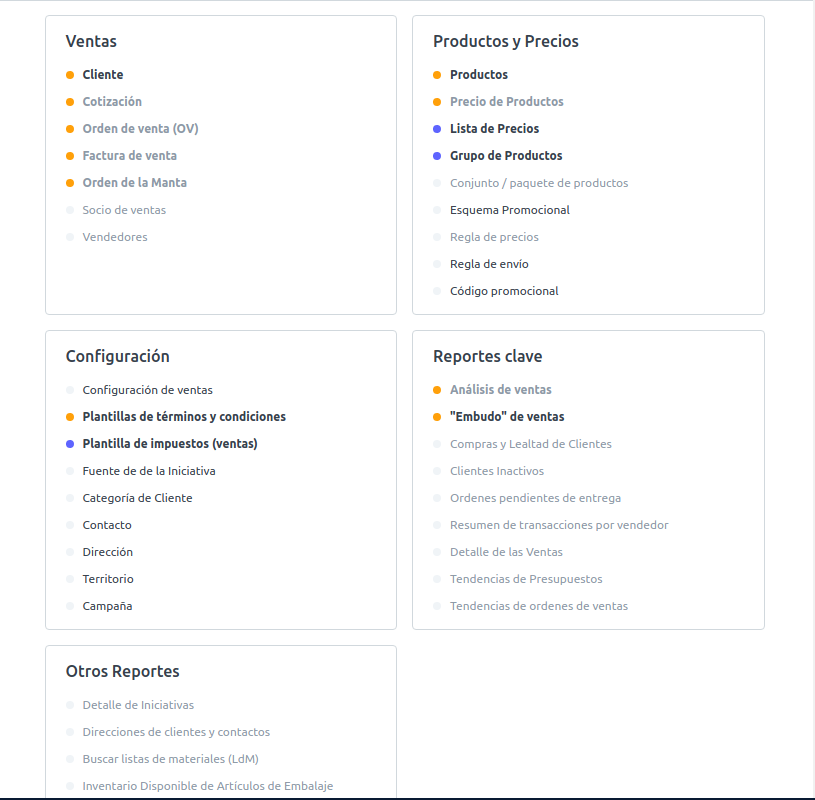 Ventas
Cliente
Cotización
Orden de venta (OV)
Factura de venta
Orden de la Manta
Socio de ventas
Vendedores
Productos y Precios
Productos
Precio de Productos
Lista de Precios
Grupo de Productos
Conjunto / paquete de productos
Esquema Promocional
Regla de precios
Regla de envío
Código promocional
Configuración
Configuración de ventas
Plantillas de términos y condiciones
Plantilla de impuestos (ventas)
Fuente de de la Iniciativa
Categoría de Cliente
Contacto
Dirección
Territorio
Campaña
Reportes clave
Análisis de ventas
"Embudo" de ventas
Compras y Lealtad de Clientes
Clientes Inactivos
Ordenes pendientes de entrega
Resumen de transacciones por vendedor
Detalle de las Ventas
Tendencias de Presupuestos
Tendencias de ordenes de ventas
Otros Reportes
Detalle de Iniciativas
Direcciones de clientes y contactos
Buscar listas de materiales (LdM)
Inventario Disponible de Artículos de Embalaje